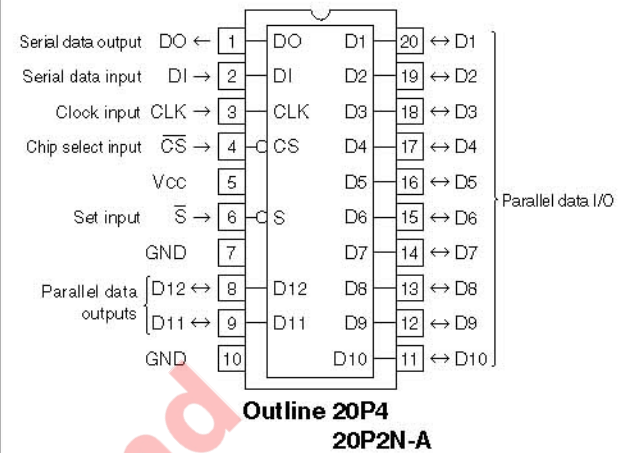 Serial data output DO ← 1 DO D1 20 ↔ D1
Serial data input DI → 2 DI D2 19 ↔ D2
Clock input CLK → 3 CLK D3 18 ↔ D3
Chip select input C̅S̅ → 4 CS D4 17 ↔ D4
Vcc 5 D5 16 ↔ D5
Parallel data I/O
Set input S̅ → 6 S D6 15 ↔ D6
GND 7 D7 14 ↔ D7
Parallel data outputs
D12 ↔ 8 D12 D8 13 ↔ D8
D11 ↔ 9 D11 D9 12 ↔ D9
GND 10 D10 11 ↔ D10
Outline 20P4
20P2N-A